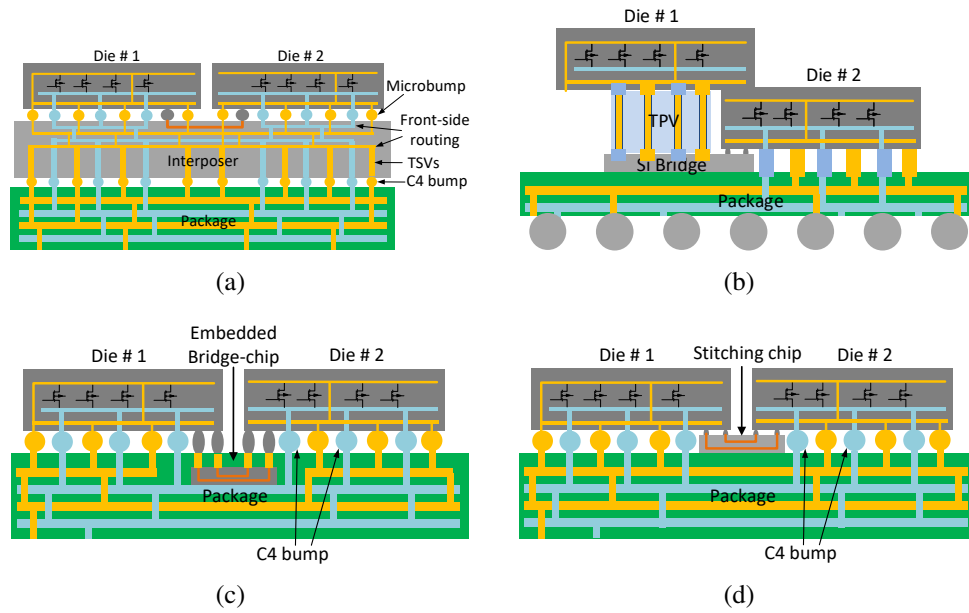 Die # 1
Die # 2
Microbump
Front-side
routing
Interposer
TSVs
C4 bump
Package
(a)
Die # 1
Die # 2
TPV
Si Bridge
Package
(b)
Embedded
Bridge-chip
Die # 1
Die # 2
Package
C4 bump
(c)
Die # 1
Stitching chip
Die # 2
Package
C4 bump
(d)